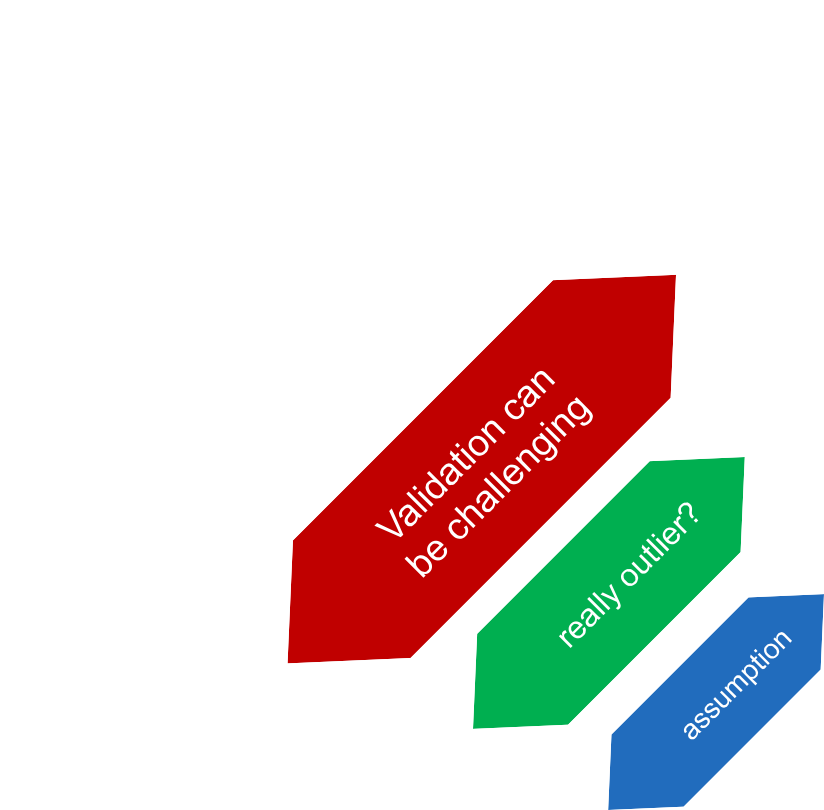 Validation can
be challenging
really outlier?
assumption